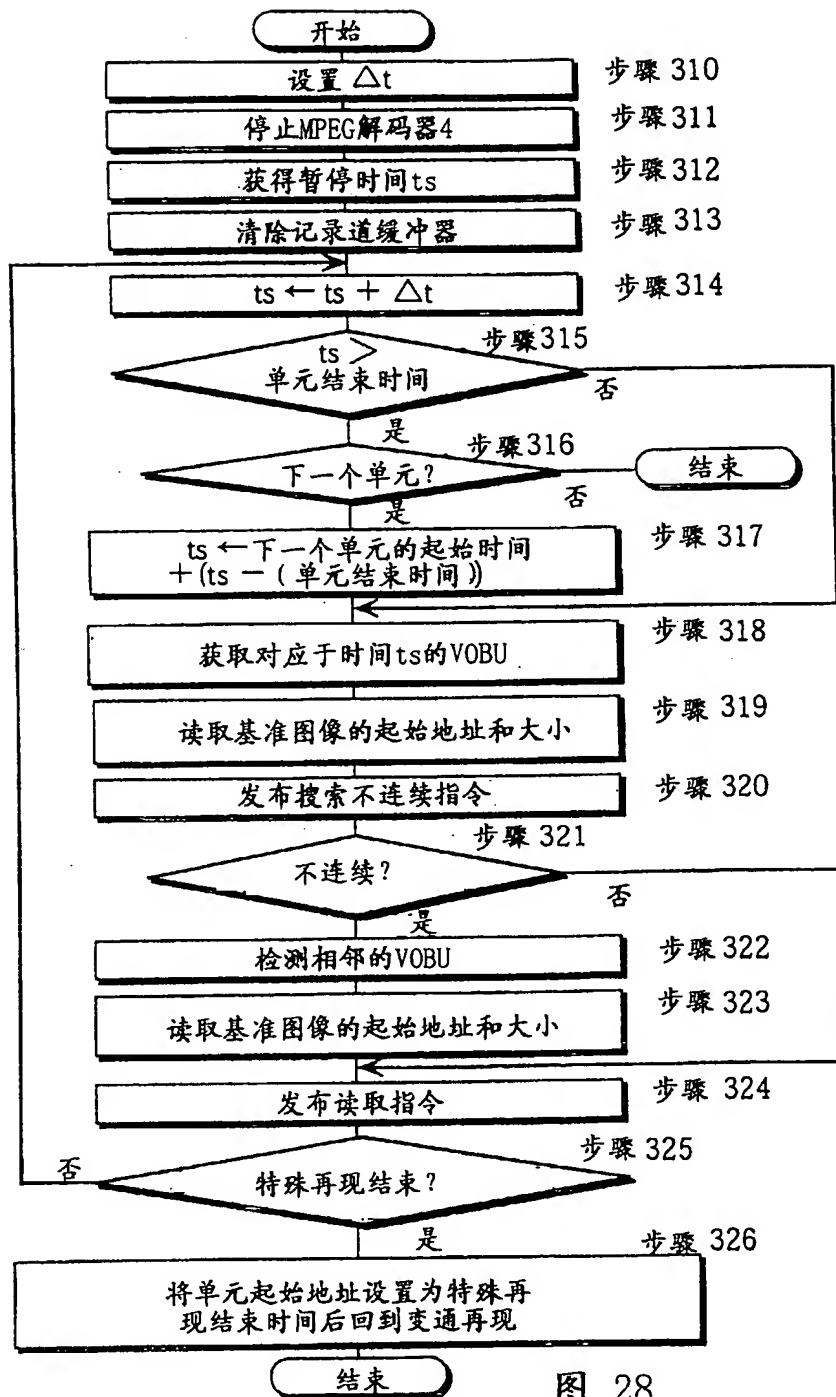 开始
设置 △t
步骤 310
停止MPEG解码器4
步骤 311
获得暂停时间ts
步骤 312
清除记录道缓冲器
步骤 313
ts ← ts + △t
步骤 314
步骤 315
ts >
单元结束时间
否
是
步骤 316
下一个单元?
否
结束
是
步骤 317
ts ← 下一个单元的起始时间
+(ts - (单元结束时间))
步骤 318
获取对应于时间ts的VOBU
步骤 319
读取基准图像的起始地址和大小
步骤 320
发布搜索不连续指令
步骤 321
不连续?
否
是
检测相邻的VOBU
步骤 322
步骤 323
读取基准图像的起始地址和大小
步骤 324
发布读取指令
步骤 325
否
特殊再现结束?
是
步骤 326
将单元起始地址设置为特殊再
现结束时间后回到变通再现
结束
图 28